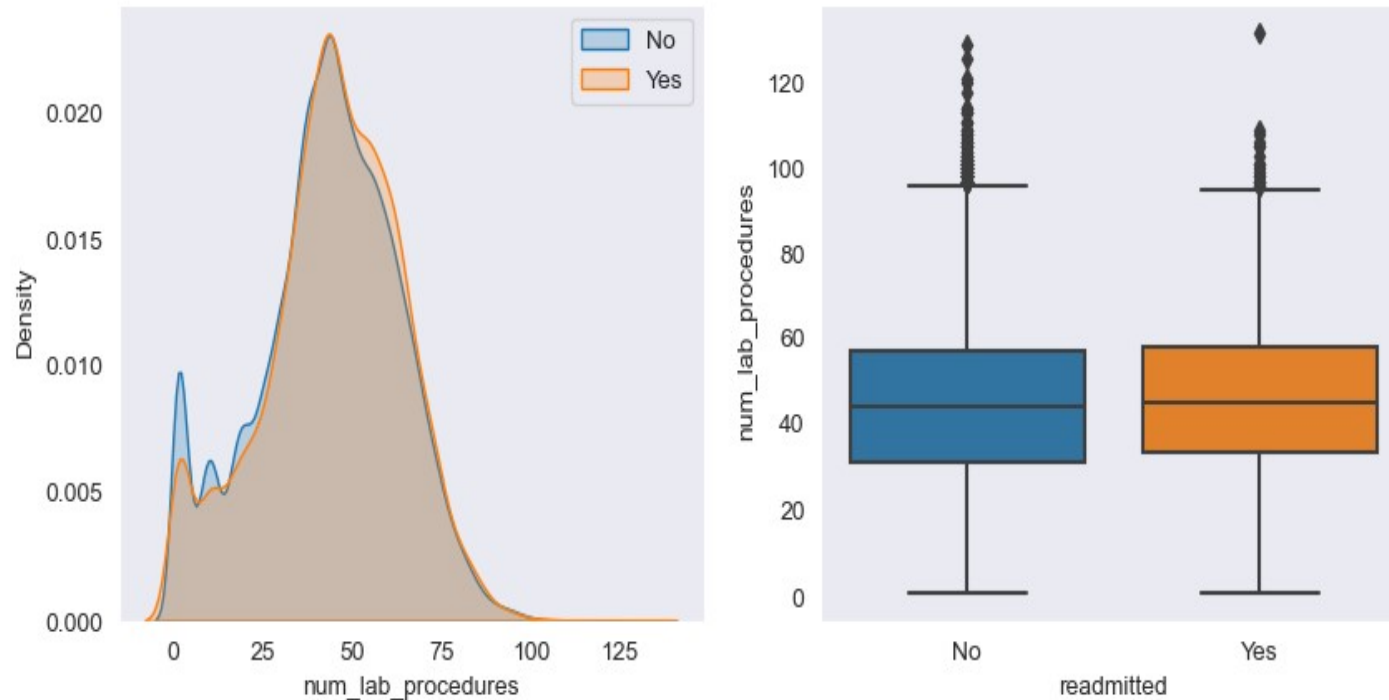 No
Yes
0.020
0.015
0.010
0.005
0.000
Density
0 25 50 75 100 125
num_lab_procedures
120
100
80
60
40
20
0
num_lab_procedures
No Yes
readmitted